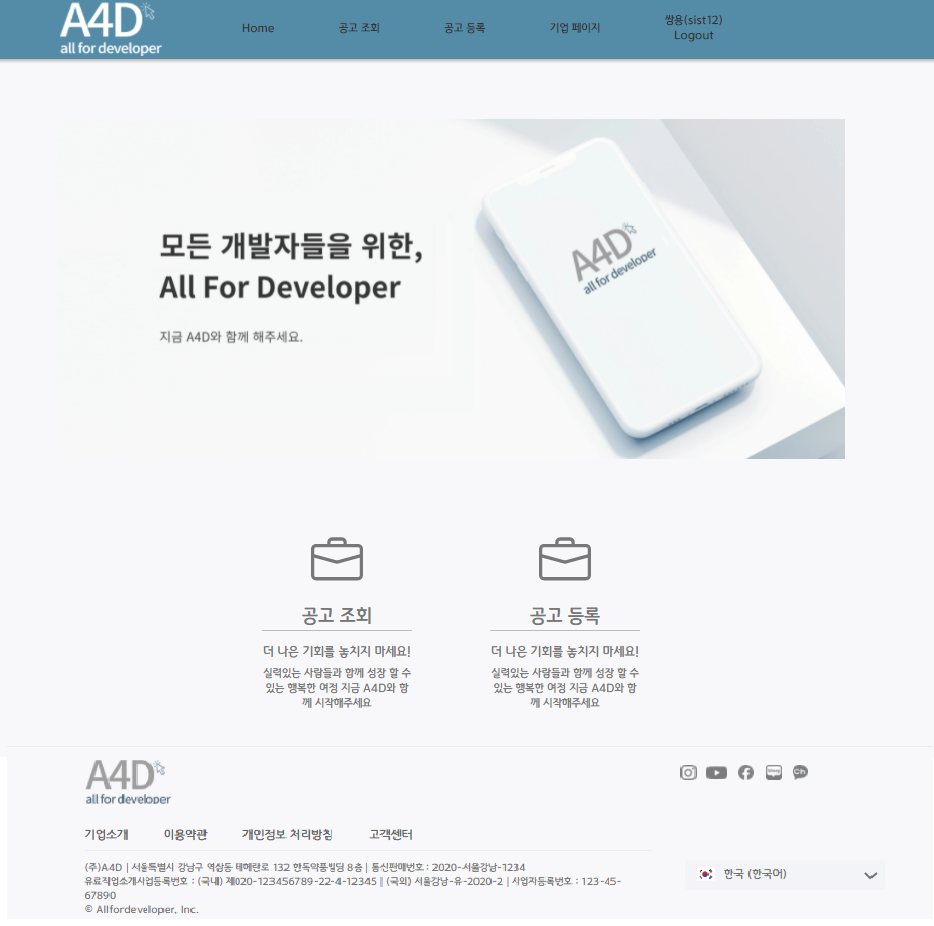 A4D
all for developer
Home
공고 조회
공고 등록
기업 페이지
쌍용(sist12)
Logout
모든 개발자들을 위한,
All For Developer
지금 A4D와 함께 해주세요.
A4D
all for developer
공고 조회
더 나은 기회를 놓치지 마세요!
실력있는 사람들과 함께 성장 할 수
있는 행복한 여정 지금 A4D와 함
께 시작해주세요
공고 등록
더 나은 기회를 놓치지 마세요!
실력있는 사람들과 함께 성장 할 수
있는 행복한 여정 지금 A4D와 함
께 시작해주세요
A4D
all for developer
기업소개
이용약관
개인정보 처리방침
고객센터
(주)A4D | 서울특별시 강남구 역삼동 테헤란로 132 한독약품빌딩 8층 | 통신판매번호 : 2020-서울강남-1234
유료직업소개사업등록번호 : (국내) 제020-123456789-22-4-12345 || (국외) 서울강남-유-2020-2 | 사업자등록번호 : 123-45-
67890
© Allfordeveloper, Inc.
Ch
한국 (한국어)